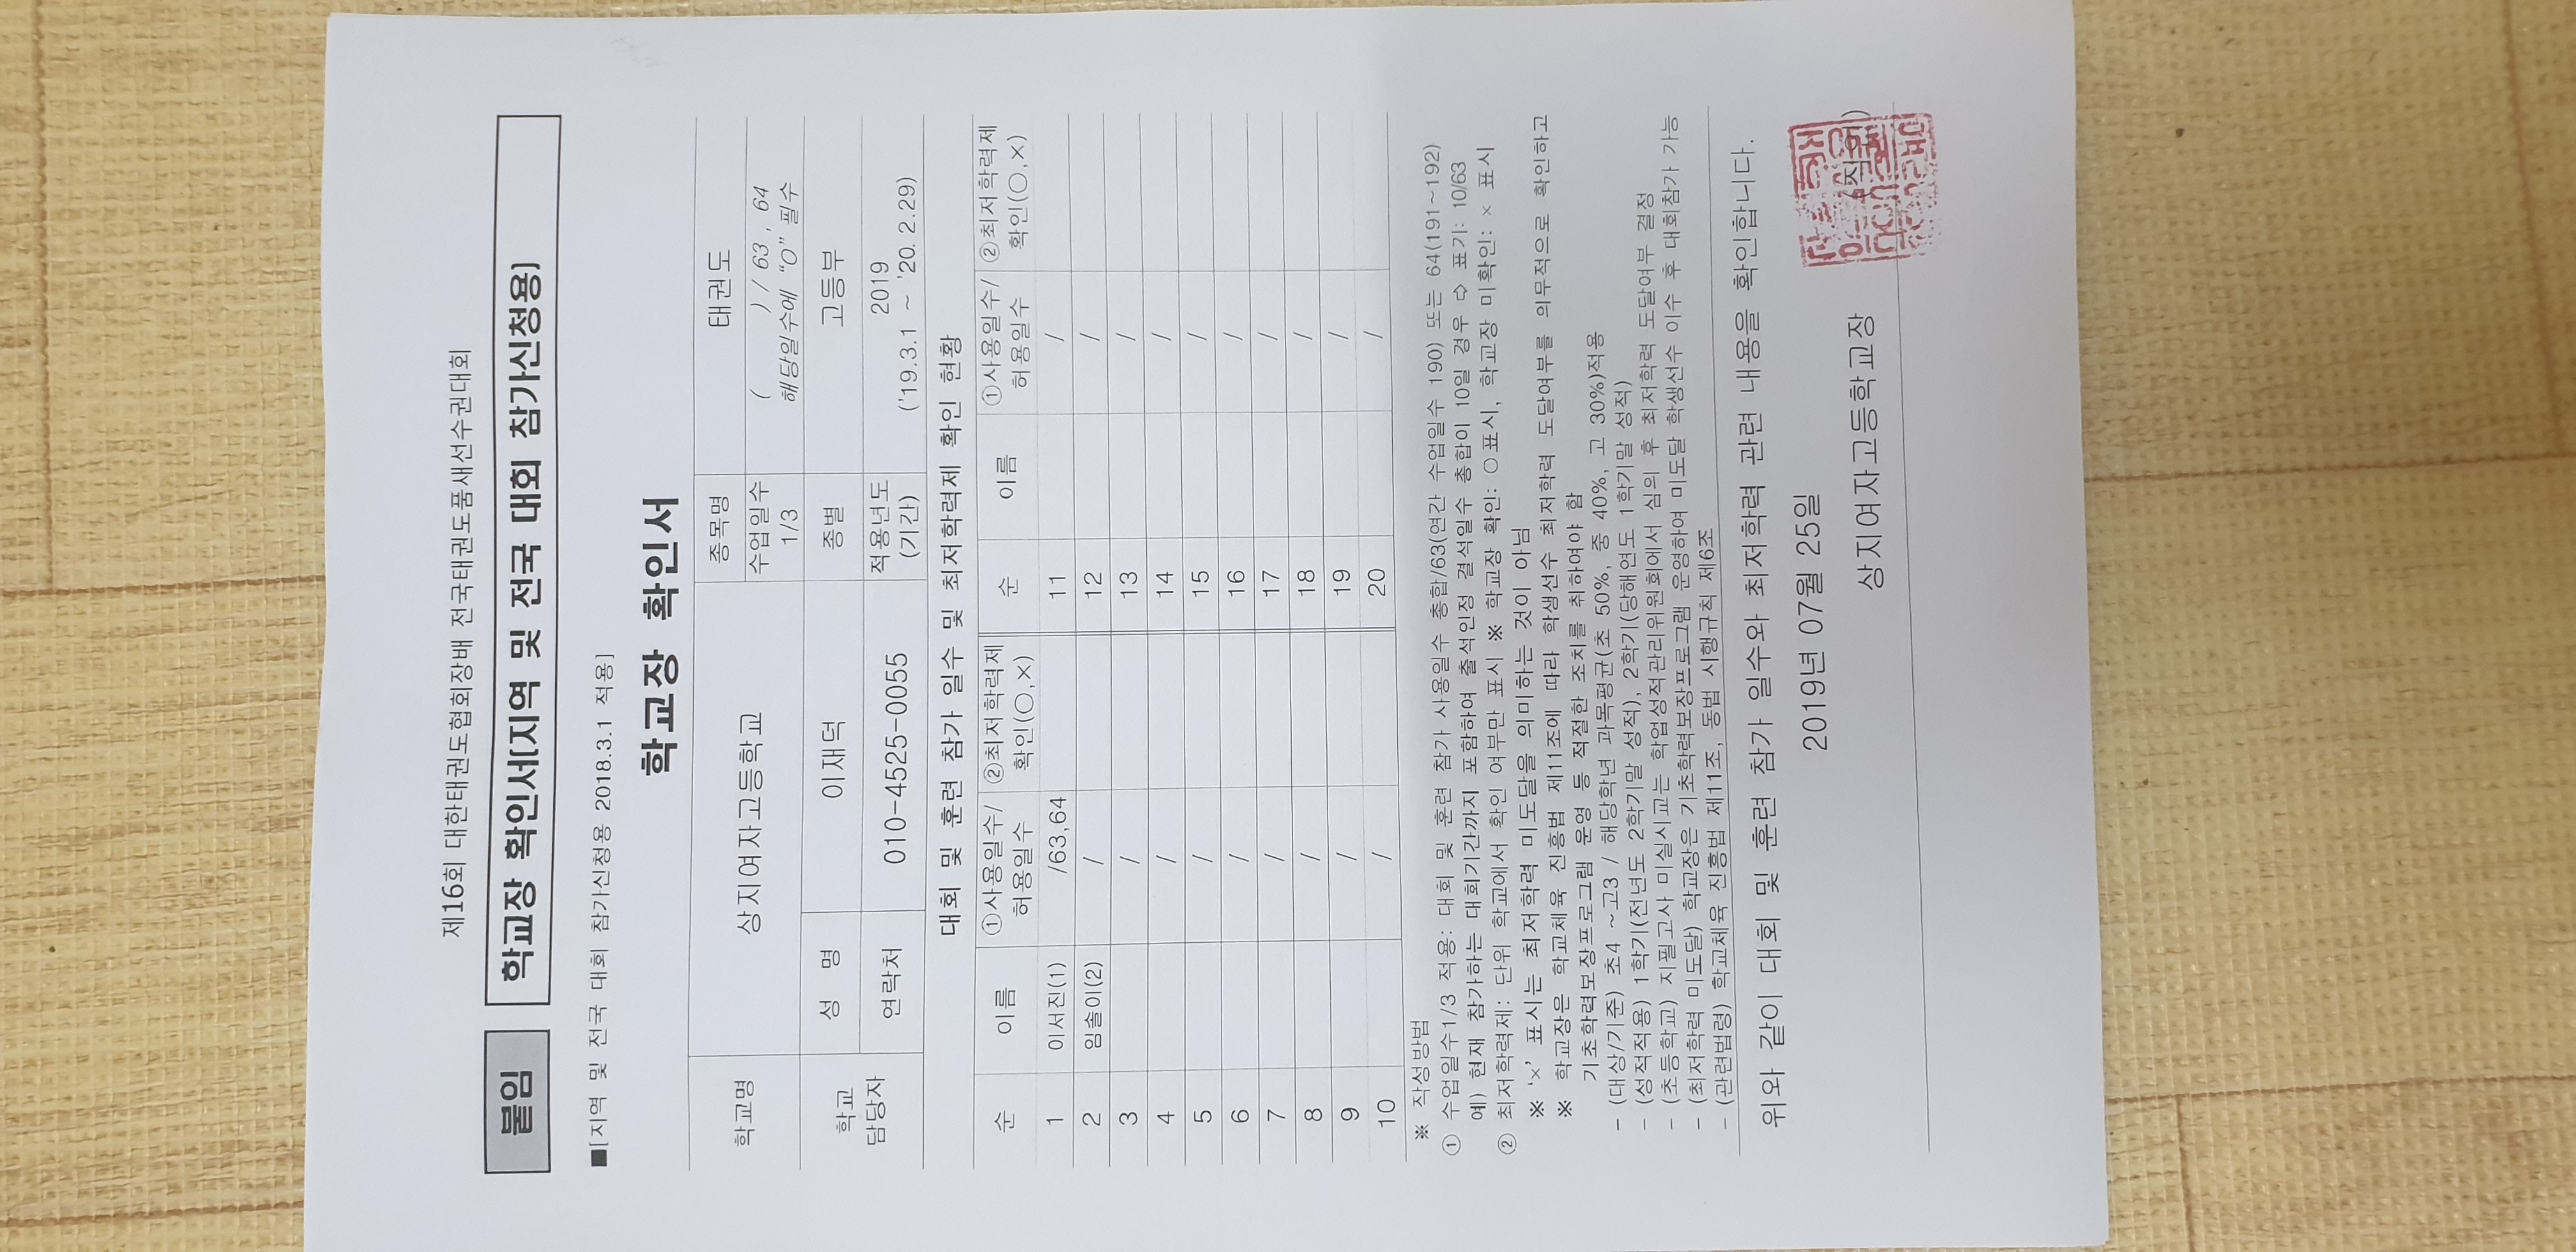 제16회 대한태권도협회장배 전국태권도품새선수권대회
붙임 학교장 확인서(지역 및 전국 대회 참가신청용)
■[지역 및 전국 대회 참가신청용 2018.3.1 적용]
학교장 확인서
학교명 상지여자고등학교 종목명 태권도
수업일수 1/3 ( ) / 63 , 64
해당일수에 "O" 필수
학교 담당자 성 명 이재덕 종별 고등부
연락처 010-4525-0055 적용년도 (기간) 2019
('19.3.1 ~ '20. 2.29)
대회 및 훈련 참가 일수 및 최저학력제 확인 현황
순 이름 ①사용일수/ 허용일수 ②최저학력제 확인(○,×) 순 이름 ①사용일수/ 허용일수 ②최저학력제 확인(○,×)
1 이서진(1) /63,64 11 /
2 임솔이(2) / 12 /
3 / 13 /
4 / 14 /
5 / 15 /
6 / 16 /
7 / 17 /
8 / 18 /
9 / 19 /
10 / 20 /
※ 작성방법
① 수업일수1/3 적용: 대회 및 훈련 참가 사용일수 총합/63(연간 수업일수 190) 또는 64(191~192)
예) 현재 참가하는 대회기간까지 포함하여 출석인정 결석일수 총합이 10일 경우 ⇨ 표기: 10/63
② 최저학력제: 단위 학교에서 확인 여부만 표시 ※ 학교장 확인: ○표시, 학교장 미확인: × 표시
※ '×' 표시는 최저학력 미도달을 의미하는 것이 아님
※ 학교장은 학교체육 진흥법 제11조에 따라 학생선수 최저학력 도달여부를 의무적으로 확인하고
기초학력보장프로그램 운영 등 적절한 조치를 취하여야 함
- (대상/기준) 초4 ~고3 / 해당학년 과목평균(초 50%, 중 40%, 고 30%)적용
- (성적적용) 1학기(전년도 2학기말 성적), 2학기(당해연도 1학기말 성적)
- (초등학교) 지필고사 미실시교는 학업성적관리위원회에서 심의 후 최저학력 도달여부 결정
- (최저학력 미도달) 학교장은 기초학력보장프로그램 운영하여 미도달 학생선수 이수 후 대회참가 가능
- (관련법령) 학교체육 진흥법 제11조, 동법 시행규칙 제6조
위와 같이 대회 및 훈련 참가 일수와 최저학력 관련 내용을 확인합니다.
2019년 07월 25일
상지여자고등학교장 (직인)